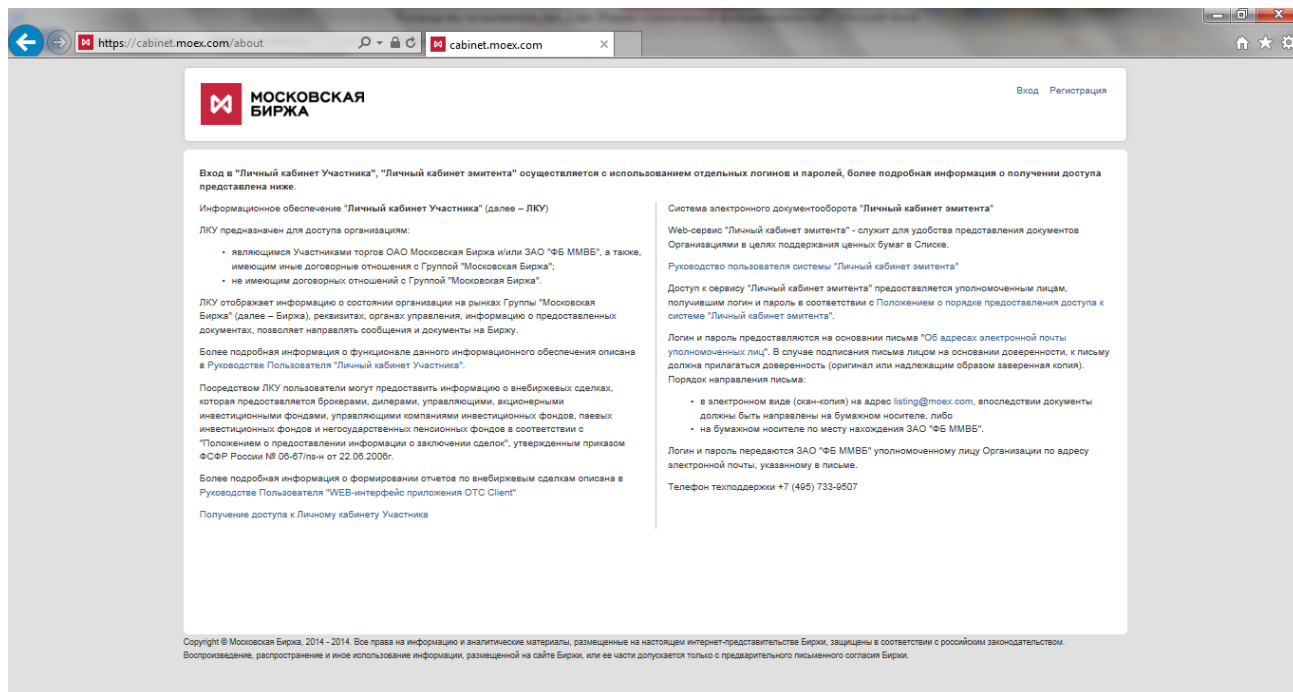 https://cabinet.moex.com/about
cabinet.moex.com
МОСКОВСКАЯ
БИРЖА
Вход Регистрация
Вход в "Личный кабинет Участника", "Личный кабинет эмитента" осуществляется с использованием отдельных логинов и паролей, более подробная информация о получении доступа
представлена ниже.
Информационное обеспечение "Личный кабинет Участника" (далее – ЛКУ)
ЛКУ предназначен для доступа организациям:
• являющимся Участниками торгов ОАО Московская Биржа и/или ЗАО "ФБ ММВБ", а также,
имеющим иные договорные отношения с Группой "Московская Биржа";
• не имеющим договорных отношений с Группой "Московская Биржа".
ЛКУ отображает информацию о состоянии организации на рынках Группы "Московская
Биржа" (далее – Биржа), реквизитах, органах управления, информацию о предоставленных
документах, позволяет направлять сообщения и документы на Биржу.
Более подробная информация о функционале данного информационного обеспечения описана
в Руководстве Пользователя "Личный кабинет Участника".
Посредством ЛКУ пользователи могут предоставить информацию о внебиржевых сделках,
которая предоставляется брокерами, дилерами, управляющими, акционерными
инвестиционными фондами, управляющими компаниями инвестиционных фондов, паевых
инвестиционных фондов и негосударственных пенсионных фондов в соответствии с
"Положением о предоставлении информации о заключении сделок", утвержденным приказом
ФСФР России № 06-67/пз-н от 22.06.2006г.
Более подробная информация о формировании отчетов по внебиржевым сделкам описана в
Руководстве Пользователя "WEB-интерфейс приложения OTC Client"
Получение доступа к Личному кабинету Участника
Система электронного документооборота "Личный кабинет эмитента"
Web-сервис "Личный кабинет эмитента" - служит для удобства представления документов
Организациями в целях поддержания ценных бумаг в Списке.
Руководство пользователя системы "Личный кабинет эмитента"
Доступ к сервису "Личный кабинет эмитента" предоставляется уполномоченным лицам,
получившим логин и пароль в соответствии с Положением о порядке предоставления доступа к
системе "Личный кабинет эмитента".
Логин и пароль предоставляются на основании письма "Об адресах электронной почты
уполномоченных лиц". В случае подписания письма лицом на основании доверенности, к письму
должна прилагаться доверенность (оригинал или надлежащим образом заверенная копия).
Порядок направления письма:
• в электронном виде (скан-копия) на адрес listing@moex.com, впоследствии документы
должны быть направлены на бумажном носителе, либо
• на бумажном носителе по месту нахождения ЗАО "ФБ ММВБ".
Логин и пароль передаются ЗАО "ФБ ММВБ" уполномоченному лицу Организации по адресу
электронной почты, указанному в письме.
Телефон техподдержки +7 (495) 733-9507
Copyright © Московская Биржа, 2014 - 2014. Все права на информацию и аналитические материалы, размещенные на настоящем интернет-представительстве Биржи, защищены в соответствии с российским законодательством.
Воспроизведение, распространение и иное использование информации, размещенной на сайте Биржи, или ее части допускается только с предварительного письменного согласия Биржи.